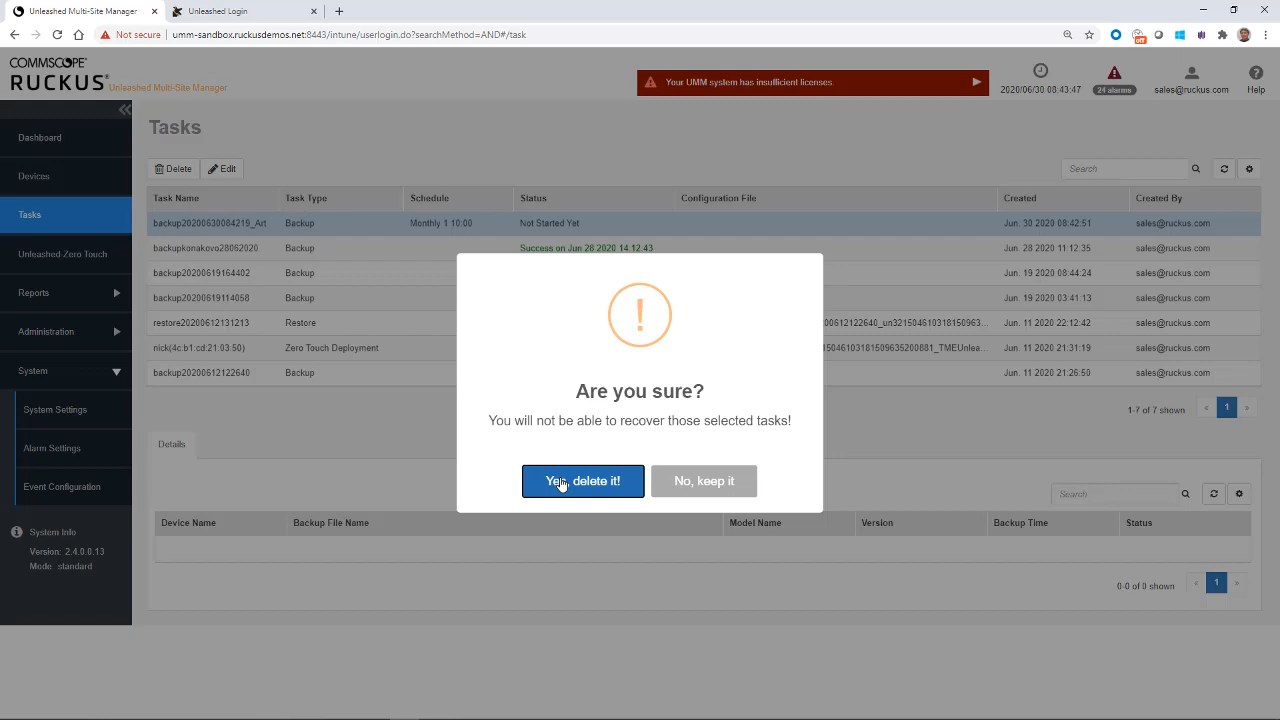 Unleashed Multi-Site Manager
Unleashed Login
Not secure
umm-sandbox.ruckusdemos.net:8443/intune/userlogin.do?searchMethod=AND#/task
off
COMMSCOPE
RUCKUS
Unleashed Multi-Site Manager
Your UMM system has insufficient licenses.
2020/06/30 08:43:47
24 alarms
sales@ruckus.com
Help
Dashboard
Devices
Tasks
Unleashed-Zero Touch
Reports
Administration
System
System Settings
Alarm Settings
Event Configuration
System Info
Version: 2.4.0.0.13
Mode: standard
Tasks
Delete Edit
Search
Task Name Task Type Schedule Status Configuration File Created Created By
backup20200630084219_Art Backup Monthly 1 10:00 Not Started Yet Jun. 30 2020 08:42:51 sales@ruckus.com
backupkonakovo28062020 Backup Success on Jun 28 2020 14:12:43 Jun. 28 2020 11:12:35 sales@ruckus.com
backup20200619164402 Backup Jun. 19 2020 08:44:24 sales@ruckus.com
backup20200619114058 Backup Jun. 19 2020 03:41:13 sales@ruckus.com
restore20200612131213 Restore 00612122640_un321504610318150963... Jun. 11 2020 22:12:42 sales@ruckus.com
nick(4c:b1:cd:21:03:50) Zero Touch Deployment 15046103181509635200881_TMEUnlea... Jun. 11 2020 21:31:19 sales@ruckus.com
backup20200612122640 Backup Jun. 11 2020 21:26:50 sales@ruckus.com
1-7 of 7 shown « 1 »
Are you sure?
You will not be able to recover those selected tasks!
Yes, delete it!
No, keep it
Details
Search
Device Name Backup File Name Model Name Version Backup Time Status
0-0 of 0 shown « 1 »